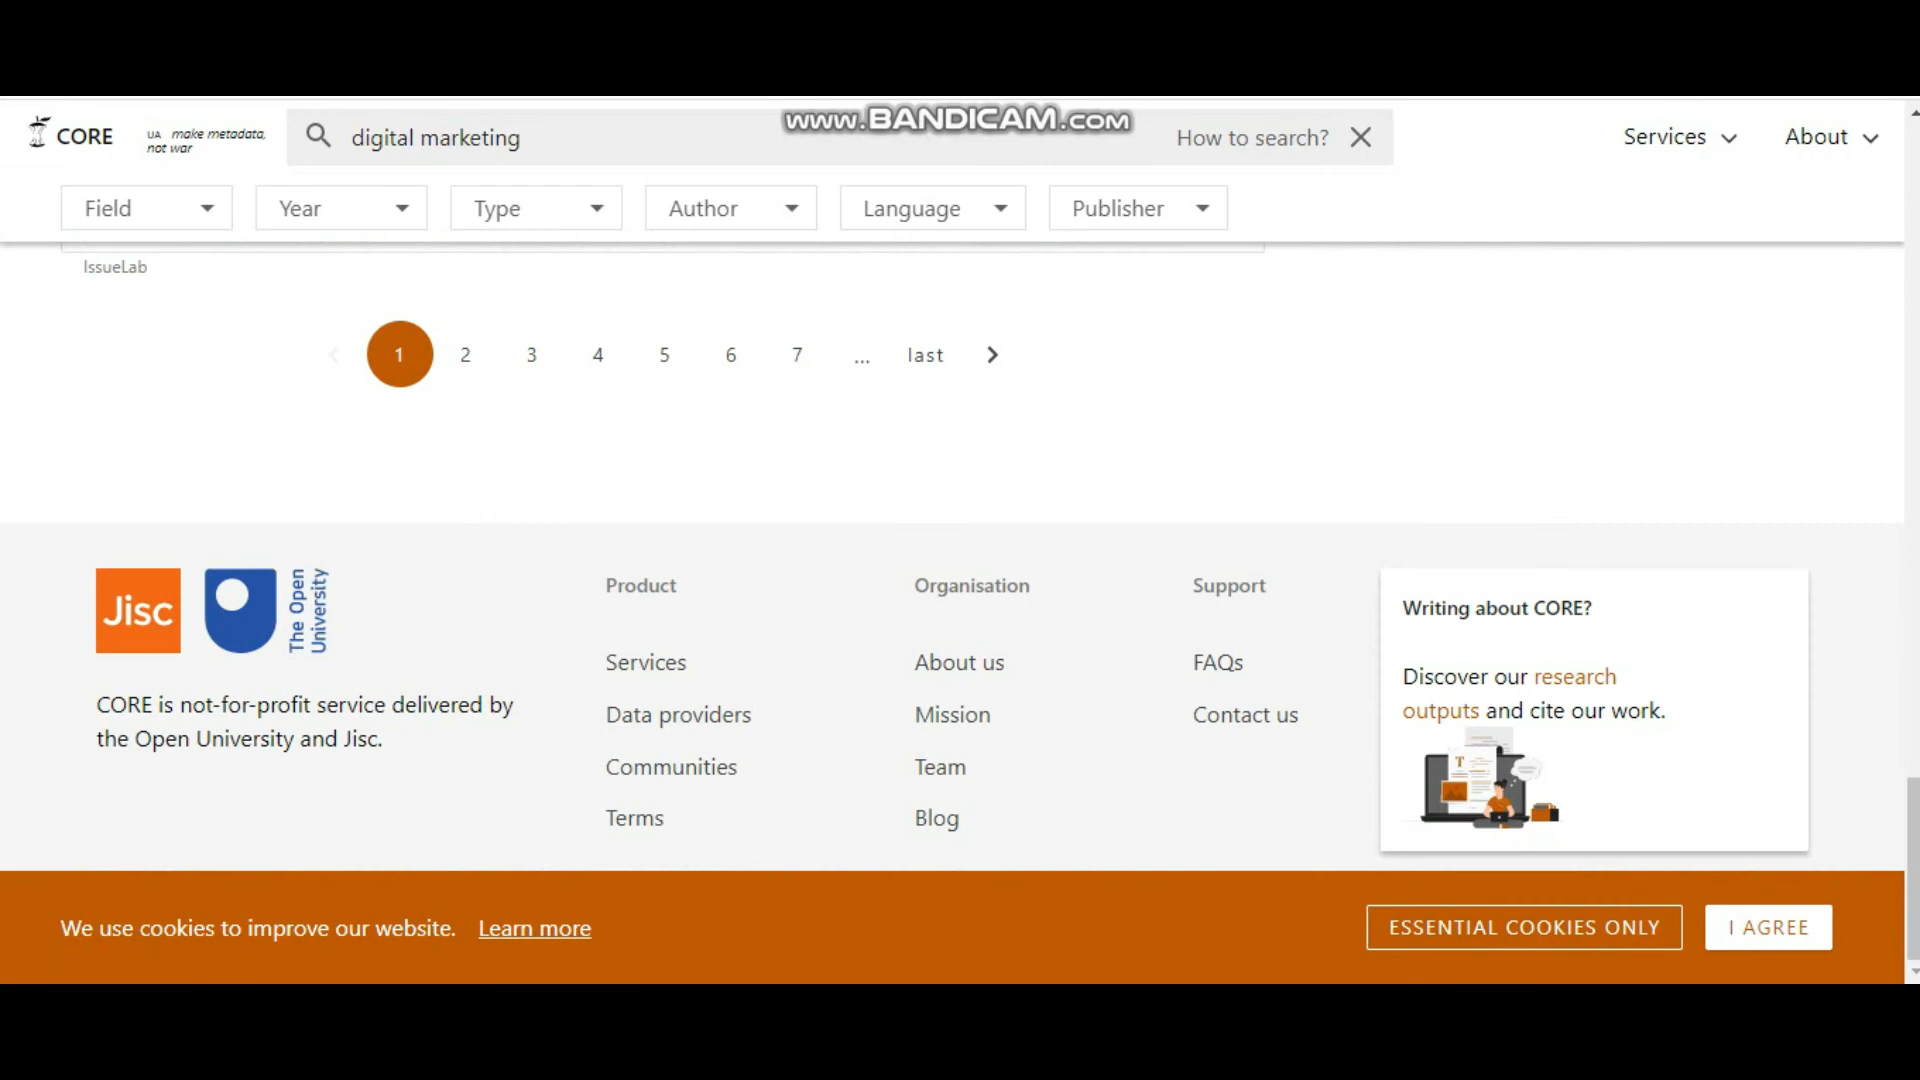 www.BANDICAM.com
CORE
UA make metadata,
not war
digital marketing
How to search?
Services
About
Field
Year
Type
Author
Language
Publisher
IssueLab
1 2 3 4 5 6 7 ... last
Jisc
The Open
University
CORE is not-for-profit service delivered by
the Open University and Jisc.
Product
Services
Data providers
Communities
Terms
Organisation
About us
Mission
Team
Blog
Support
FAQs
Contact us
Writing about CORE?
Discover our research
outputs and cite our work.
T
We use cookies to improve our website. Learn more
ESSENTIAL COOKIES ONLY
I AGREE